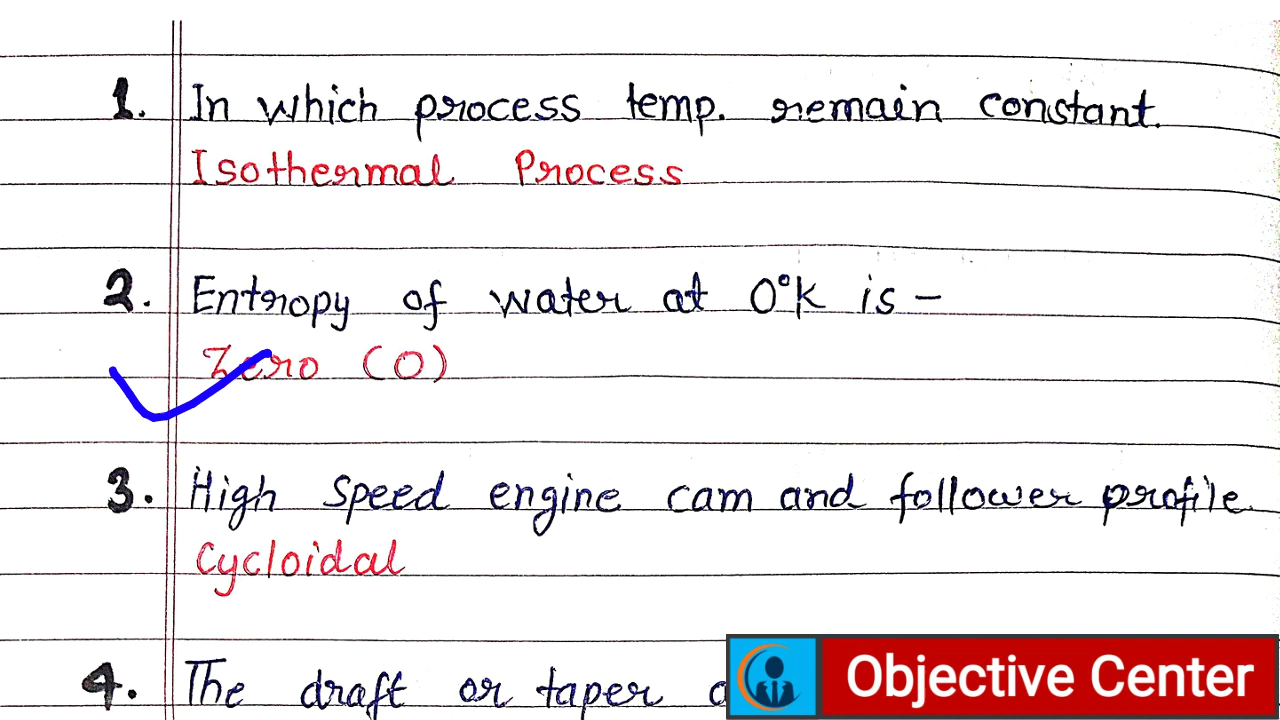 1. In which process temp. remain constant.
Isothermal Process
2. Entropy of water at 0°K is -
Zero (0)
3. High speed engine cam and follower profile.
Cycloidal
4. The draft or taper
Objective Center